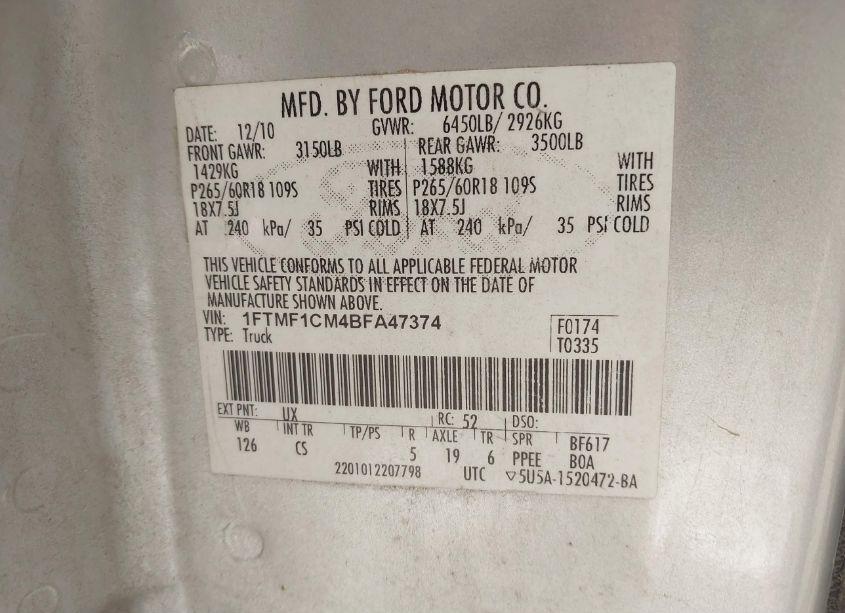 MFD. BY FORD MOTOR CO.
DATE: 12/10 GVWR: 6450LB/ 2926KG
FRONT GAWR: 3150LB REAR GAWR: 3500LB
1429KG WITH 1588KG WITH
P265/60R18 109S TIRES P265/60R18 109S TIRES
18X7.5J RIMS 18X7.5J RIMS
AT 240 kPa/ 35 PSI COLD AT 240 kPa/ 35 PSI COLD
THIS VEHICLE CONFORMS TO ALL APPLICABLE FEDERAL MOTOR
VEHICLE SAFETY STANDARDS IN EFFECT ON THE DATE OF
MANUFACTURE SHOWN ABOVE.
VIN: 1FTMF1CM4BFA47374 F0174
TYPE: Truck T0335
EXT PNT: UX RC: 52 DSO:
WB INT TR TP/PS R AXLE TR SPR BF617
126 CS 5 19 6 PPEE BOA
2201012207798 UTC ▽5U5A-1520472-BA